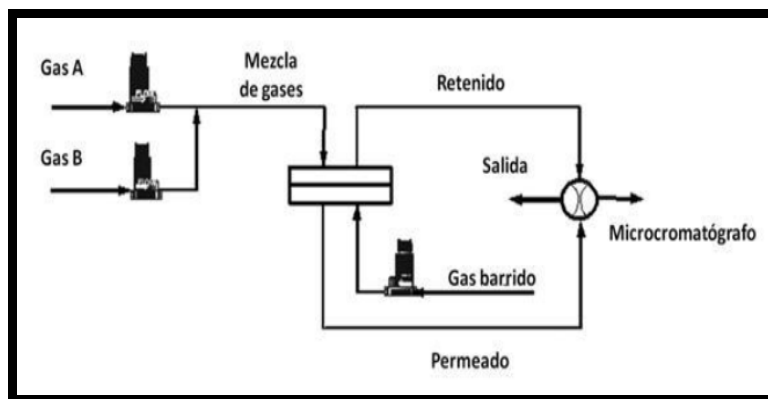 Gas A
Mezcla
de gases
Retenido
Gas B
Salida
Microcromatógrafo
Gas barrido
Permeado